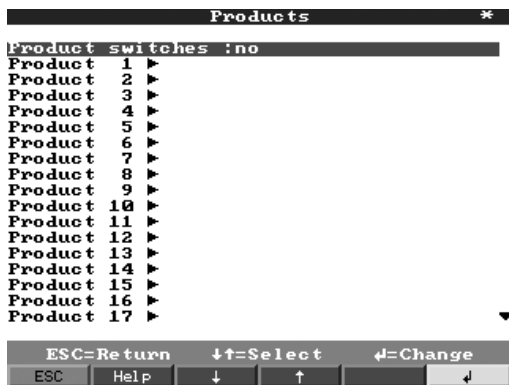 Products *
Product switches :no
Product 1 ►
Product 2 ►
Product 3 ►
Product 4 ►
Product 5 ►
Product 6 ►
Product 7 ►
Product 8 ►
Product 9 ►
Product 10 ►
Product 11 ►
Product 12 ►
Product 13 ►
Product 14 ►
Product 15 ►
Product 16 ►
Product 17 ►
ESC=Return ↓↑=Select ↲=Change
ESC Help ↓ ↑ ↲